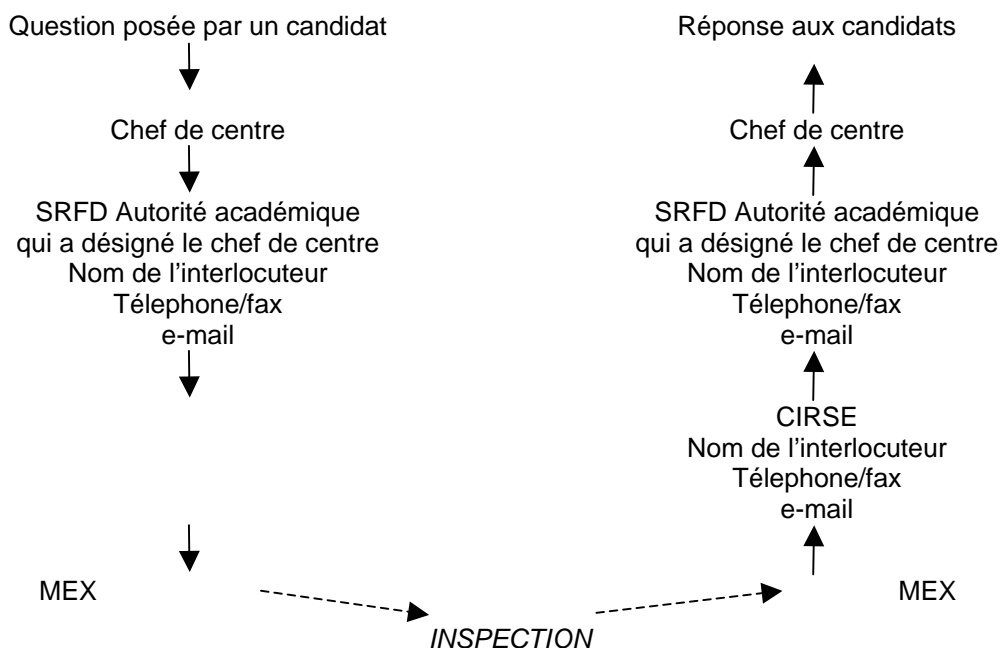 Question posée par un candidat
Chef de centre
SRFD Autorité académique
qui a désigné le chef de centre
Nom de l'interlocuteur
Télephone/fax
e-mail
MEX
INSPECTION
Réponse aux candidats
Chef de centre
SRFD Autorité académique
qui a désigné le chef de centre
Nom de l'interlocuteur
Télephone/fax
e-mail
CIRSE
Nom de l'interlocuteur
Télephone/fax
e-mail
MEX